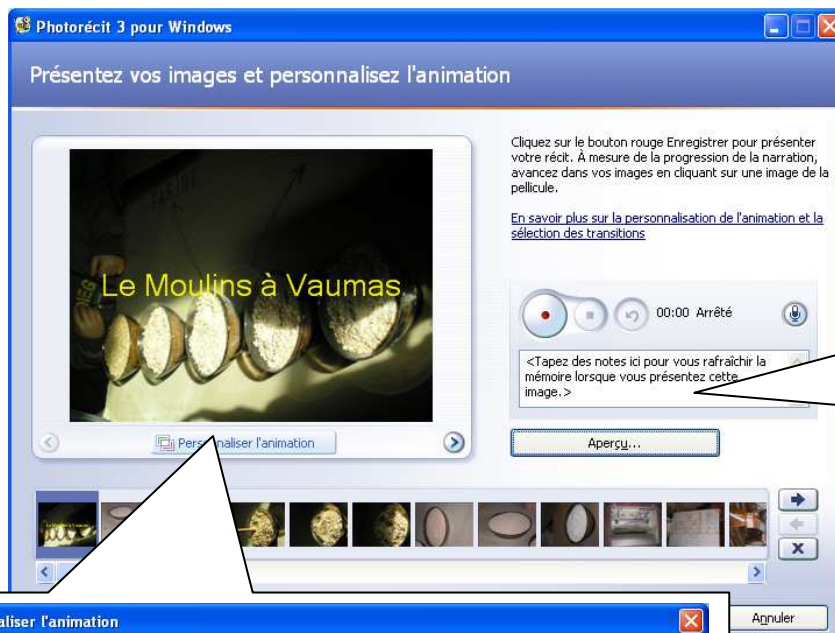 Photorécit 3 pour Windows
Présentez vos images et personnalisez l'animation
Cliquez sur le bouton rouge Enregistrer pour présenter
votre récit. À mesure de la progression de la narration,
avancez dans vos images en cliquant sur une image de la
pellicule.
En savoir plus sur la personnalisation de l'animation et la
sélection des transitions
Le Moulins à Vaumas
00:00 Arrêté
<Tapez des notes ici pour vous rafraîchir la
mémoire lorsque vous présentez cette
image.>
Personnaliser l'animation
Aperçu...
Annuler
aliser l'animation